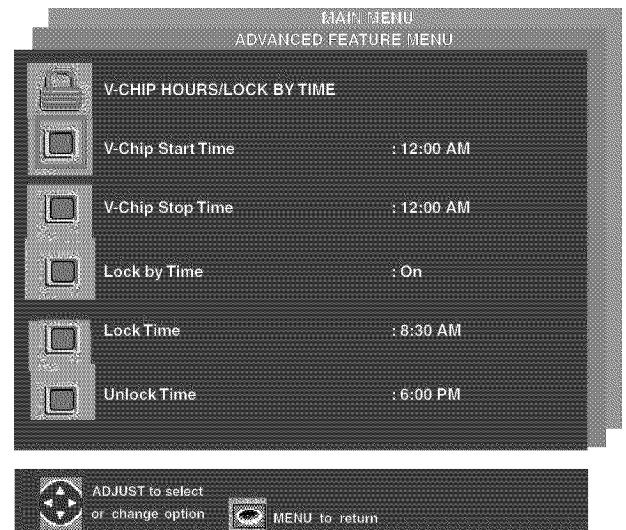 MAIN MENU
ADVANCED FEATURE MENU
V-CHIP HOURS/LOCK BY TIME
V-Chip Start Time : 12:00 AM
V-Chip Stop Time : 12:00 AM
Lock by Time : On
Lock Time : 8:30 AM
Unlock Time : 6:00 PM
ADJUST to select
or change option
MENU to return